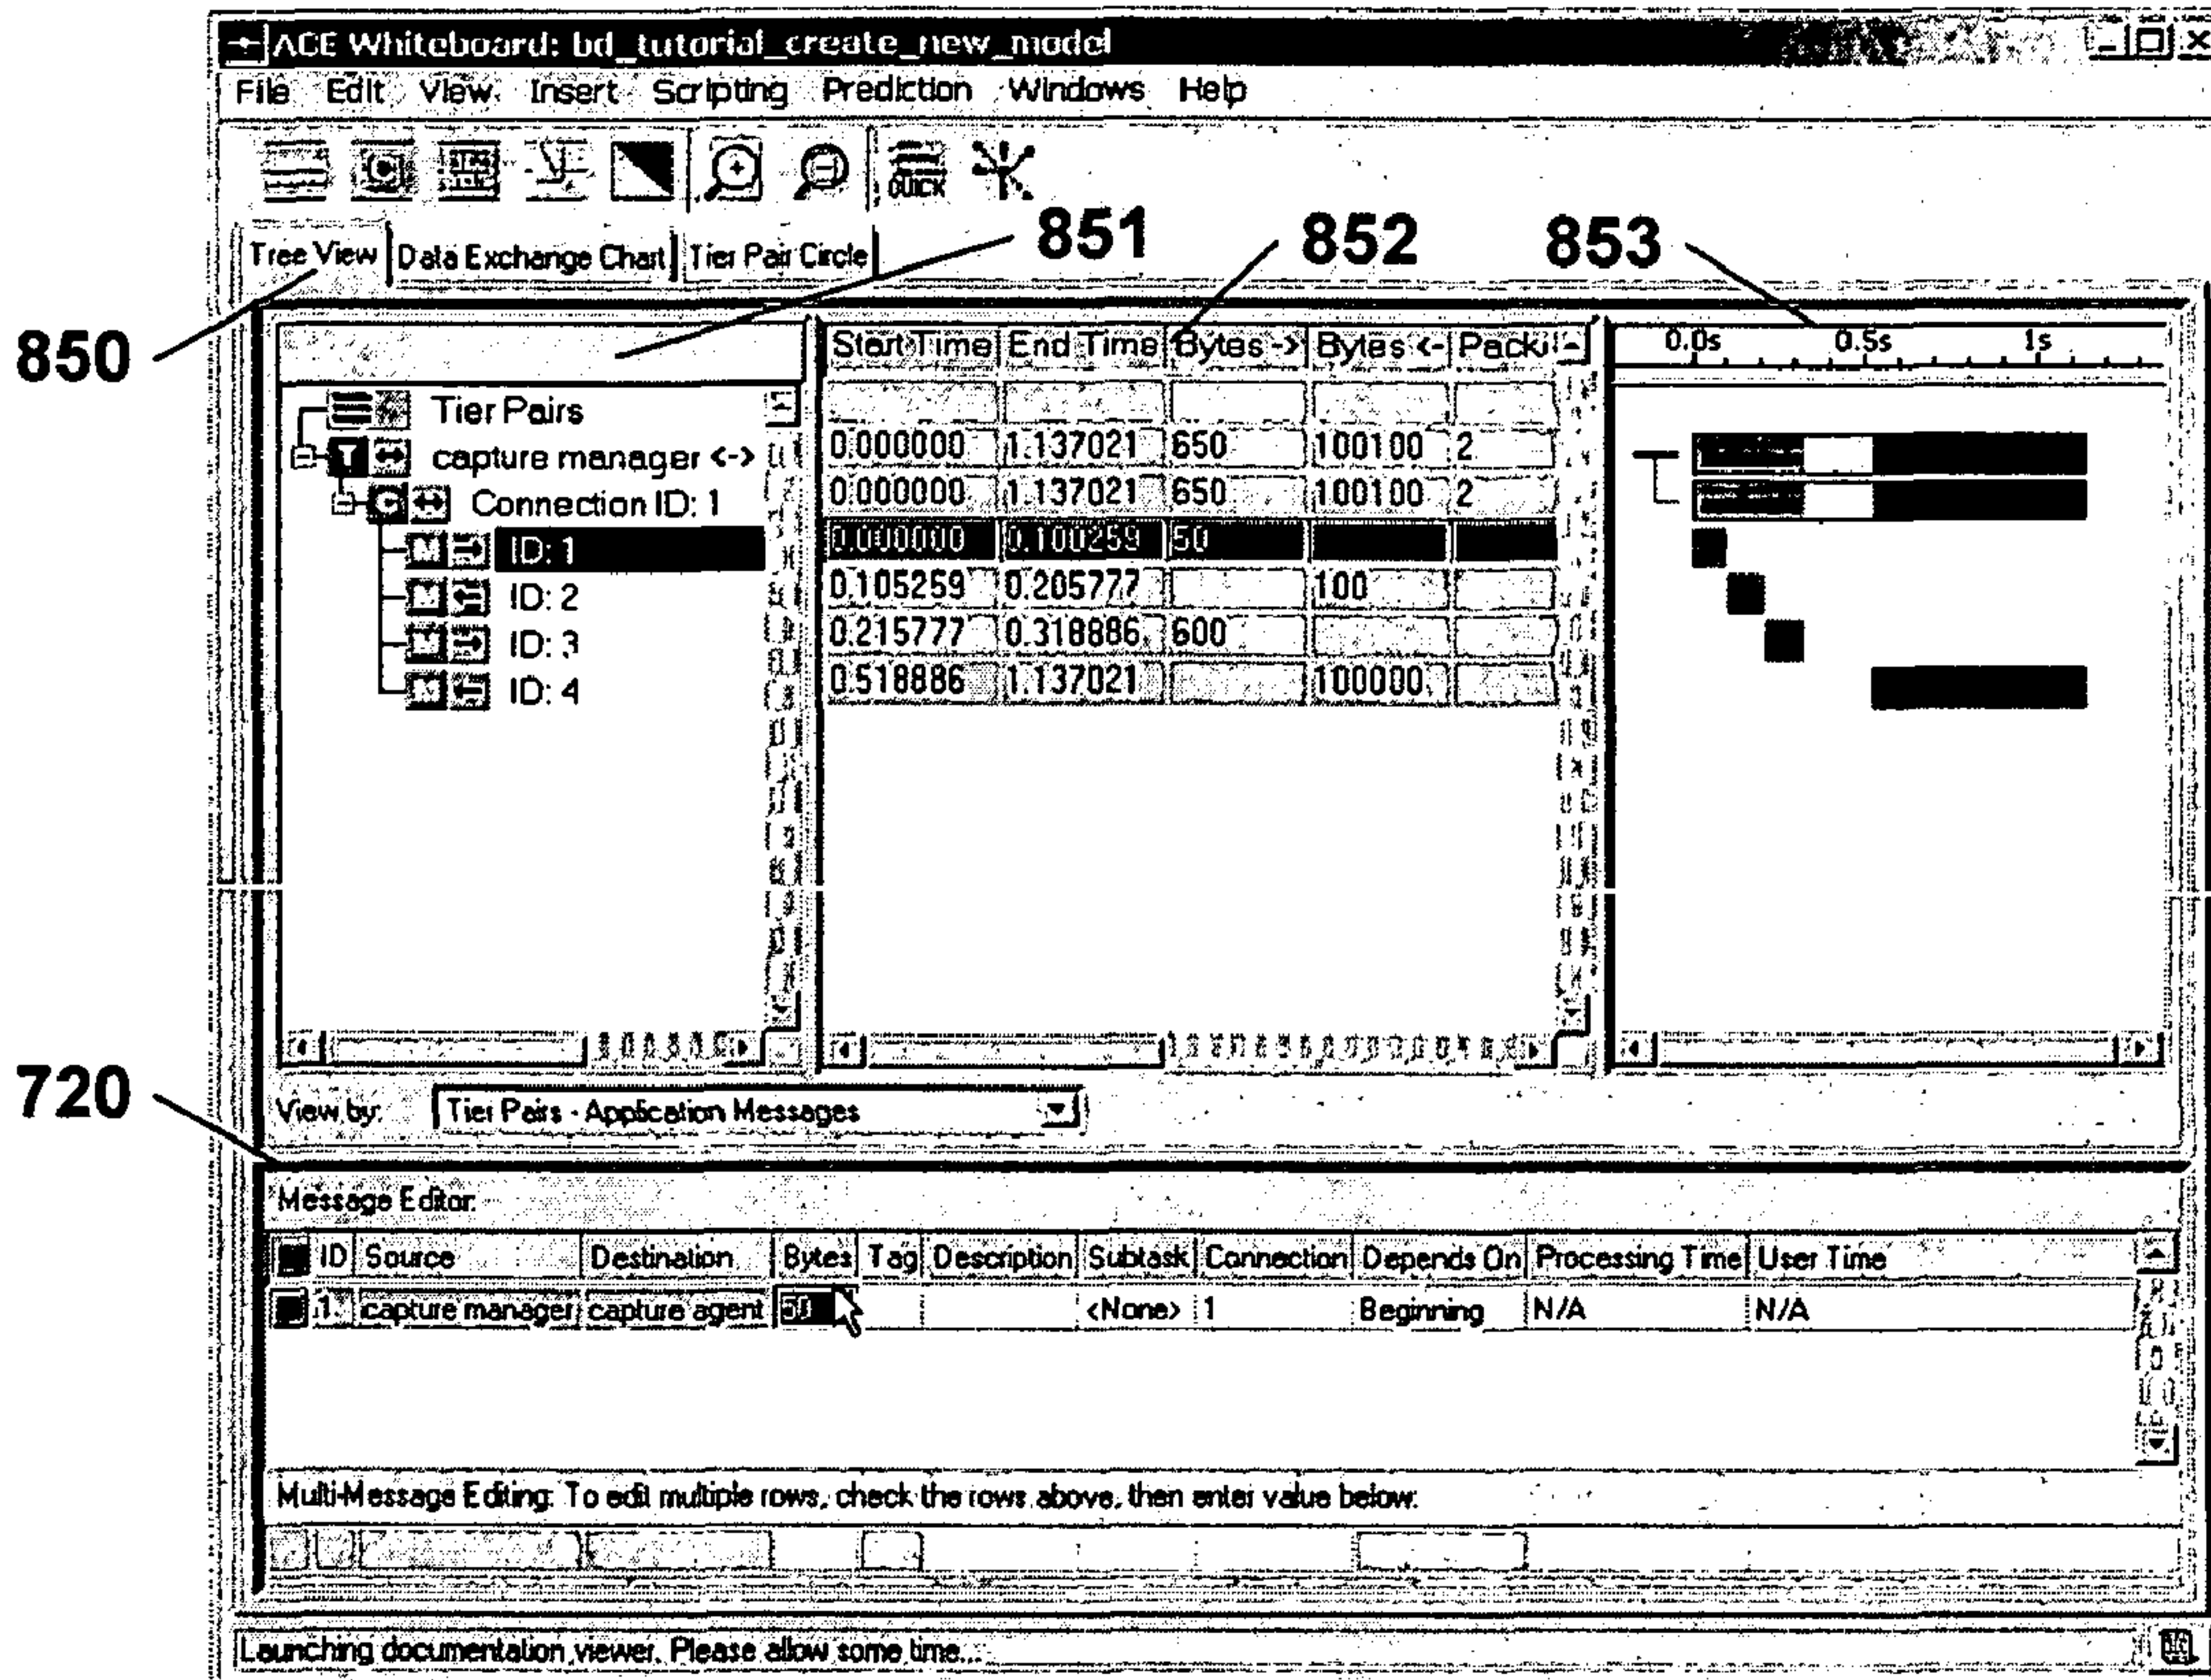 ACE Whiteboard: bd_tutorial_create_new_model
File Edit View Insert Scripting Prediction Windows Help
QUICK
851 852 853
Tree View Data Exchange Chart Tier Pair Circle
850
Start Time End Time Bytes -> Bytes <- Packi 0.0s 0.5s 1s
Tier Pairs
T capture manager <-> 0.000000 1.137021 650 100100 2
C Connection ID: 1 0.000000 1.137021 650 100100 2
M ID: 1 0.000000 0.100259 50
M ID: 2 0.105259 0.205777 100
M ID: 3 0.215777 0.318886 600
M ID: 4 0.518886 1.137021 100000
720
View by: Tier Pairs - Application Messages
Message Editor:
ID Source Destination Bytes Tag Description Subtask Connection Depends On Processing Time User Time
1 capture manager capture agent 50 <None> 1 Beginning N/A N/A
Multi-Message Editing: To edit multiple rows, check the rows above, then enter value below:
Launching documentation viewer. Please allow some time...